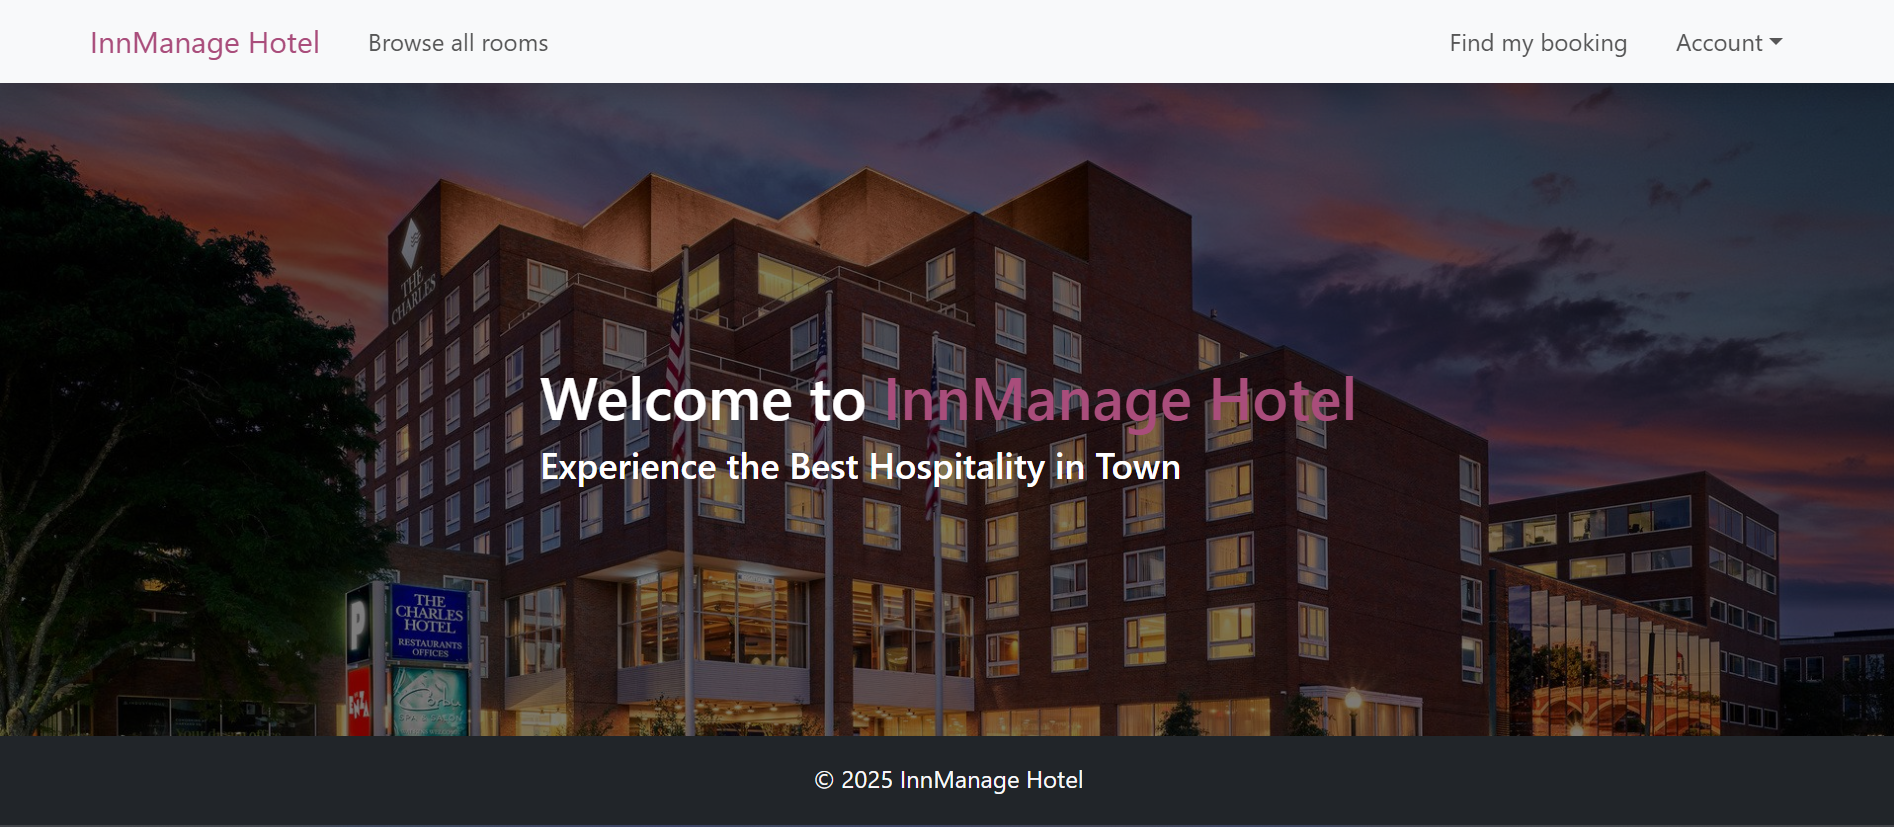 InnManage Hotel
Browse all rooms
Find my booking
Account
THE
CHARLES
Welcome to InnManage Hotel
Experience the Best Hospitality in Town
P
THE
CHARLES
HOTEL
RESTAURANTS
OFFICES
© 2025 InnManage Hotel